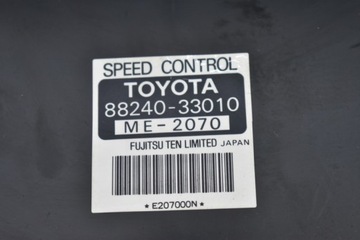 SPEED CONTROL
TOYOTA
88240-33010
ME-2070
FUJITSU TEN LIMITED JAPAN
*E207000N*